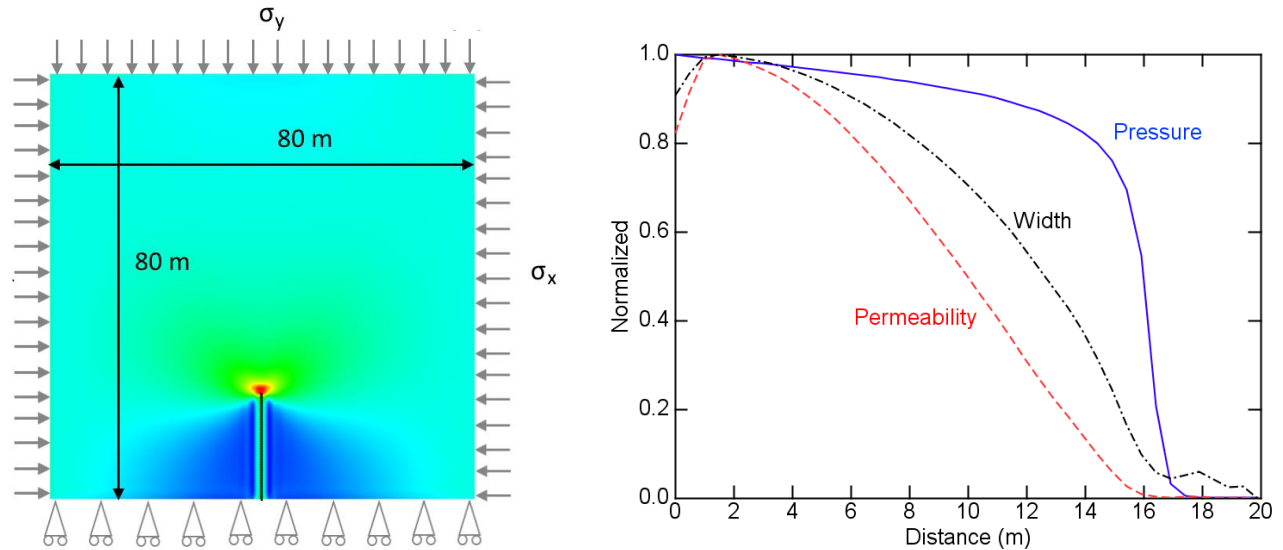 σy
80 m
80 m
σx
1.0
0.8
0.6
0.4
0.2
0.0
Normalized
Pressure
Width
Permeability
0 2 4 6 8 10 12 14 16 18 20
Distance (m)